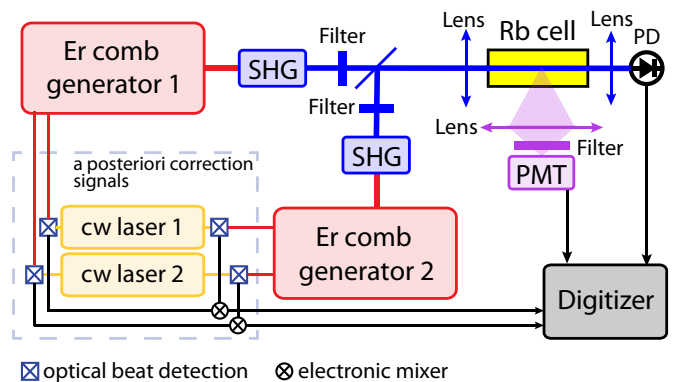 Er comb
generator 1
SHG
Filter
Lens
Rb cell
Lens
PD
Filter
SHG
Lens
Filter
PMT
a posteriori correction
signals
cw laser 1
cw laser 2
Er comb
generator 2
Digitizer
optical beat detection
electronic mixer